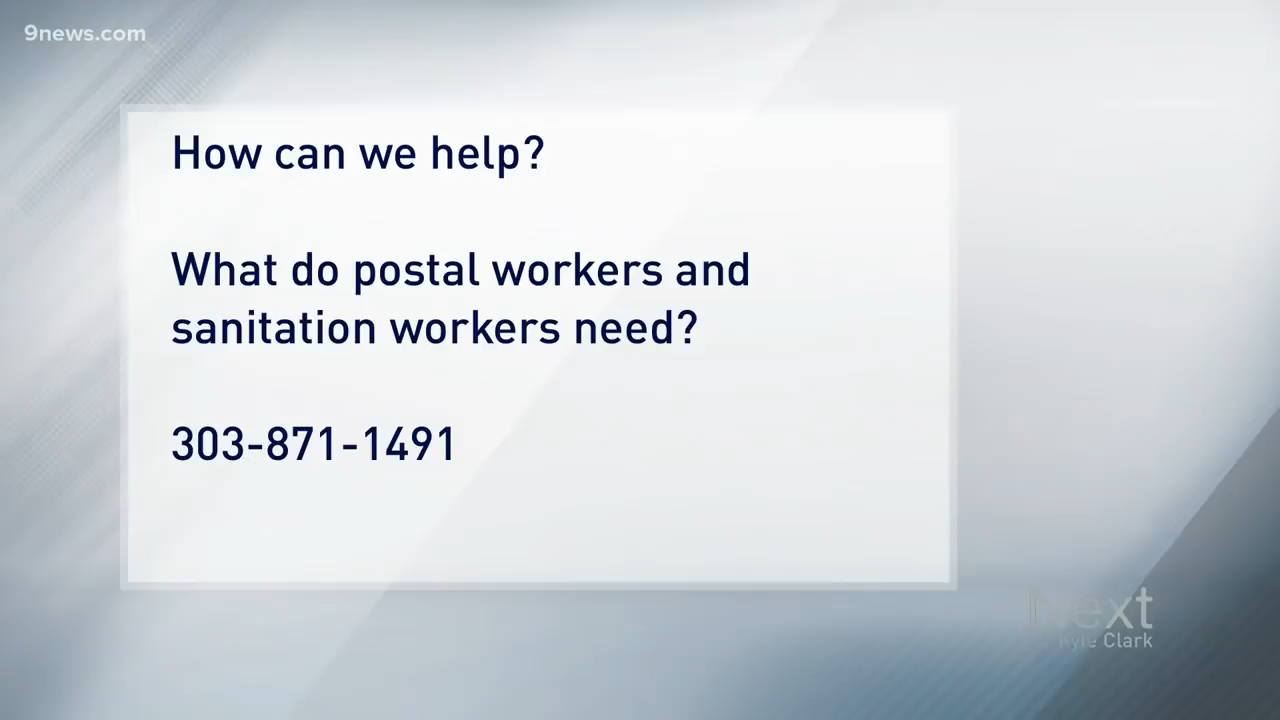 9news.com
How can we help?
What do postal workers and
sanitation workers need?
303-871-1491
Next
Kyle Clark